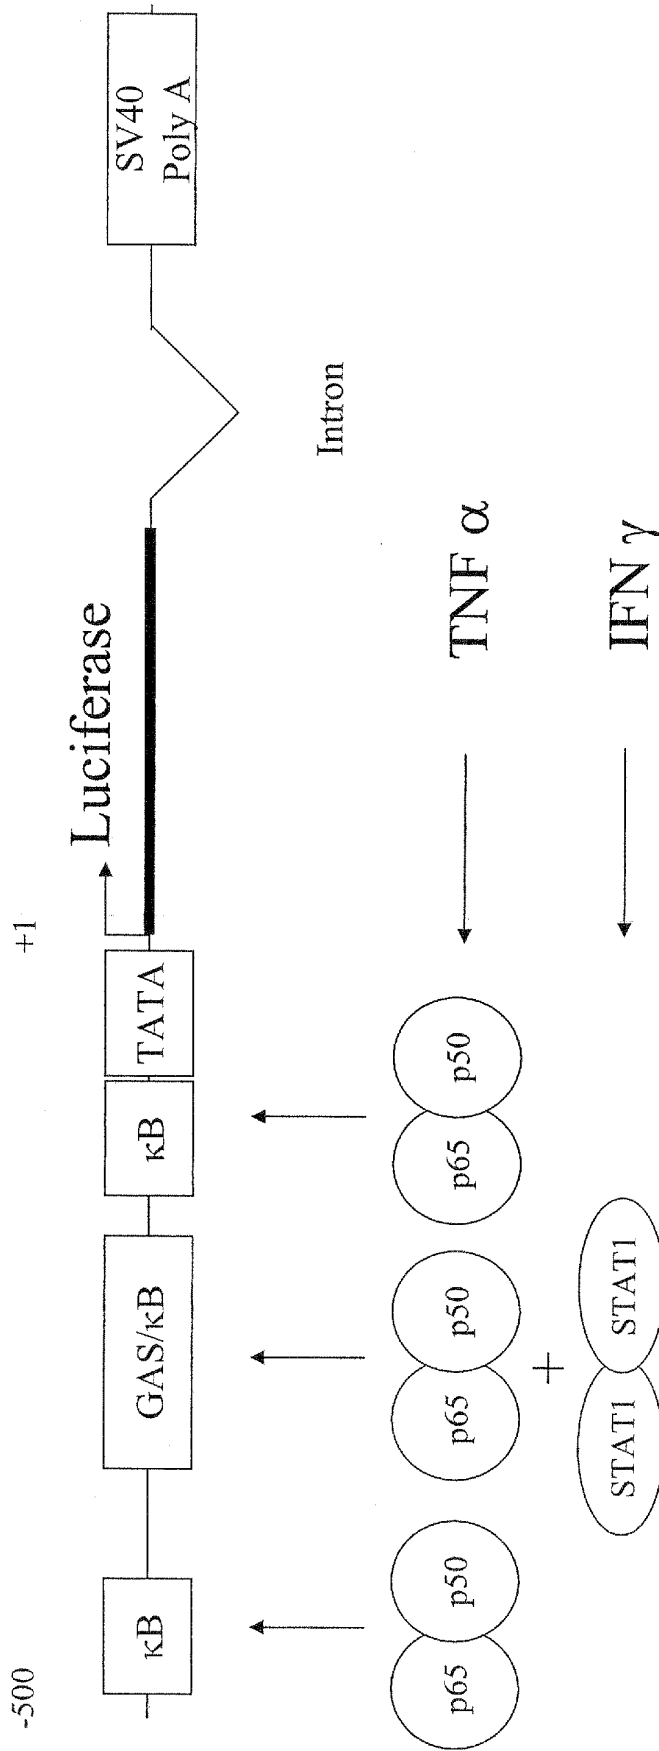 -500
+1
Luciferase
κB
GAS/κB
κB
TATA
SV40
Poly A
Intron
p65
p50
p65
p50
p65
p50
TNF α
+
STAT1
STAT1
IFN γ